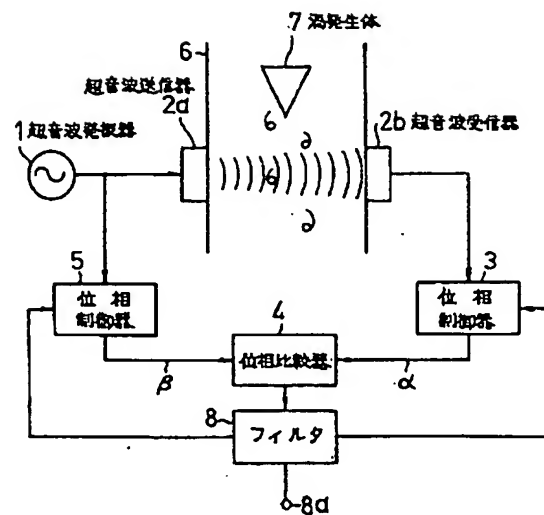 7 渦発生体
6
超音波送信器
2a
2b 超音波受信器
1 超音波発振器
5
位相
制御器
3
位相
制御器
4
位相比較器
β
α
8
フィルタ
8a